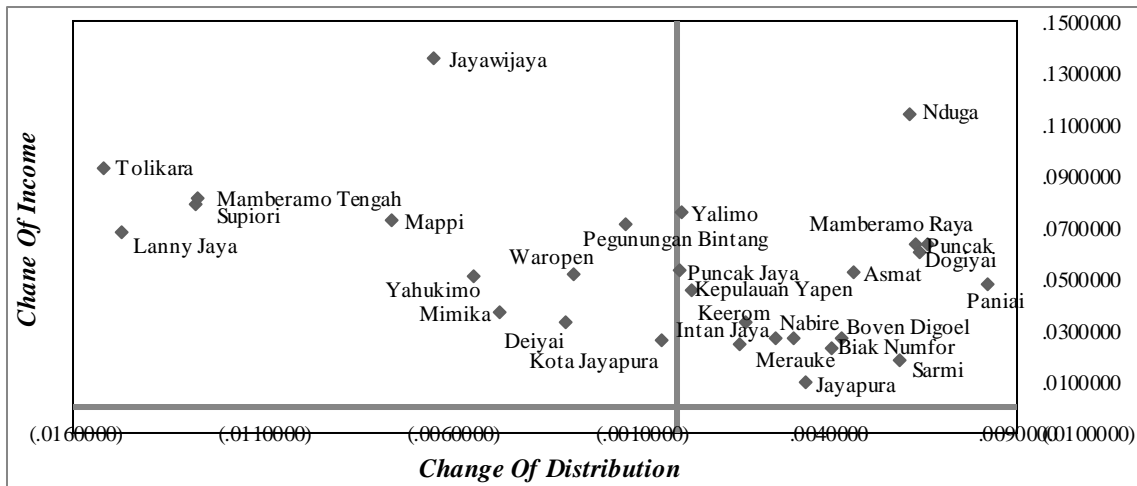 .1500000
Jayawijaya
.1300000
Nduga
.1100000
Tolikara
.0900000
Mamberamo Tengah
Supiori
Mappi
Yalimo
Mamberamo Raya
.0700000
Lanny Jaya
Pegunungan Bintang
Puncak
Waropen
Dogiyai
Puncak Jaya
Asmat
.0500000
Yahukimo
Kepulauan Yapen
Paniai
Mimika
Keerom
Deiyai
Intan Jaya
Nabire
Boven Digoel
.0300000
Kota Jayapura
Merauke
Biak Numfor
Sarmi
Jayapura
.0100000
Chane Of Income
(.0160000)
(.0110000)
(.0060000)
(.0010000)
.0040000
.0090000
(.0100000)
Change Of Distribution